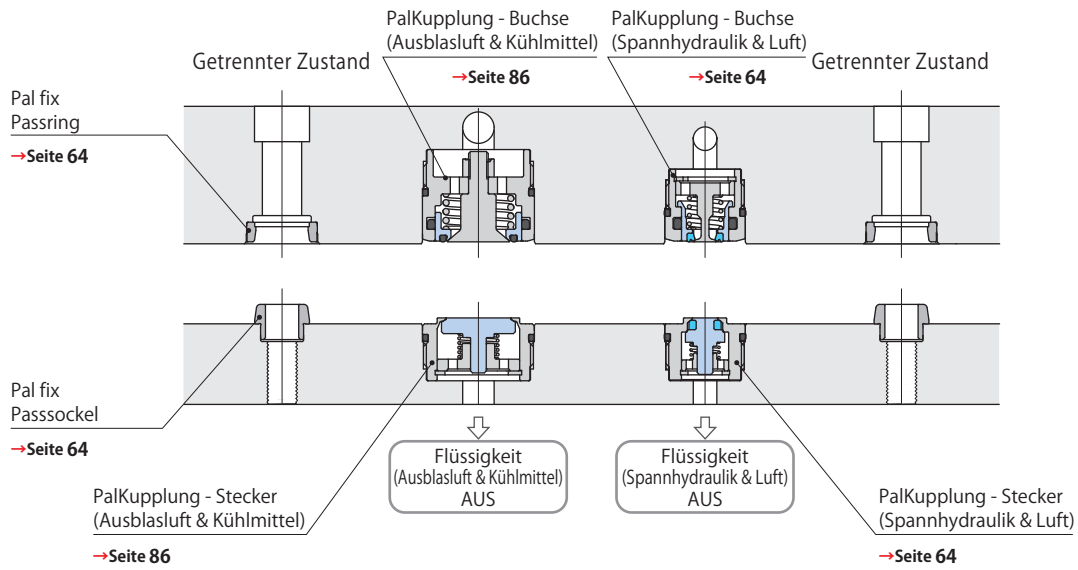 PalKupplung - Buchse
(Ausblasluft & Kühlmittel)
→Seite 86
PalKupplung - Buchse
(Spannhydraulik & Luft)
→Seite 64
Getrennter Zustand
Getrennter Zustand
Pal fix
Passring
→Seite 64
Pal fix
Passsockel
→Seite 64
Flüssigkeit
(Ausblasluft & Kühlmittel)
AUS
Flüssigkeit
(Spannhydraulik & Luft)
AUS
PalKupplung - Stecker
(Ausblasluft & Kühlmittel)
→Seite 86
PalKupplung - Stecker
(Spannhydraulik & Luft)
→Seite 64